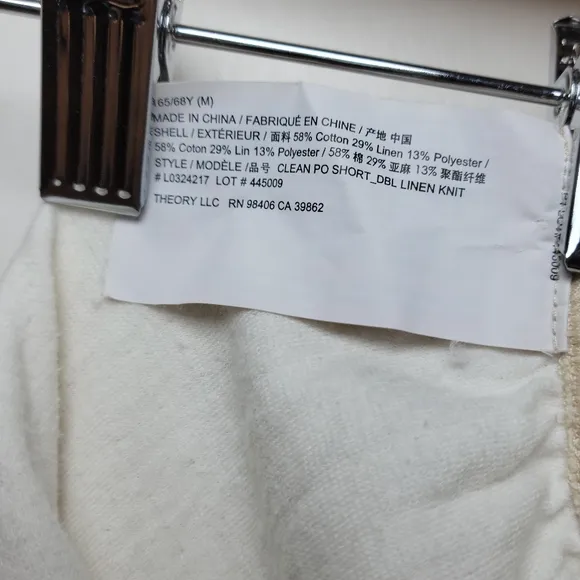 165/68Y (M)
MADE IN CHINA / FABRIQUÉ EN CHINE / 产地 中国
SHELL / EXTÉRIEUR / 面料 58% Cotton 29% Linen 13% Polyester /
58% Coton 29% Lin 13% Polyester / 58% 棉 29% 亚麻 13% 聚酯纤维
STYLE / MODÈLE /品号 CLEAN PO SHORT_DBL LINEN KNIT
# L0324217 LOT # 445009
THEORY LLC RN 98406 CA 39862